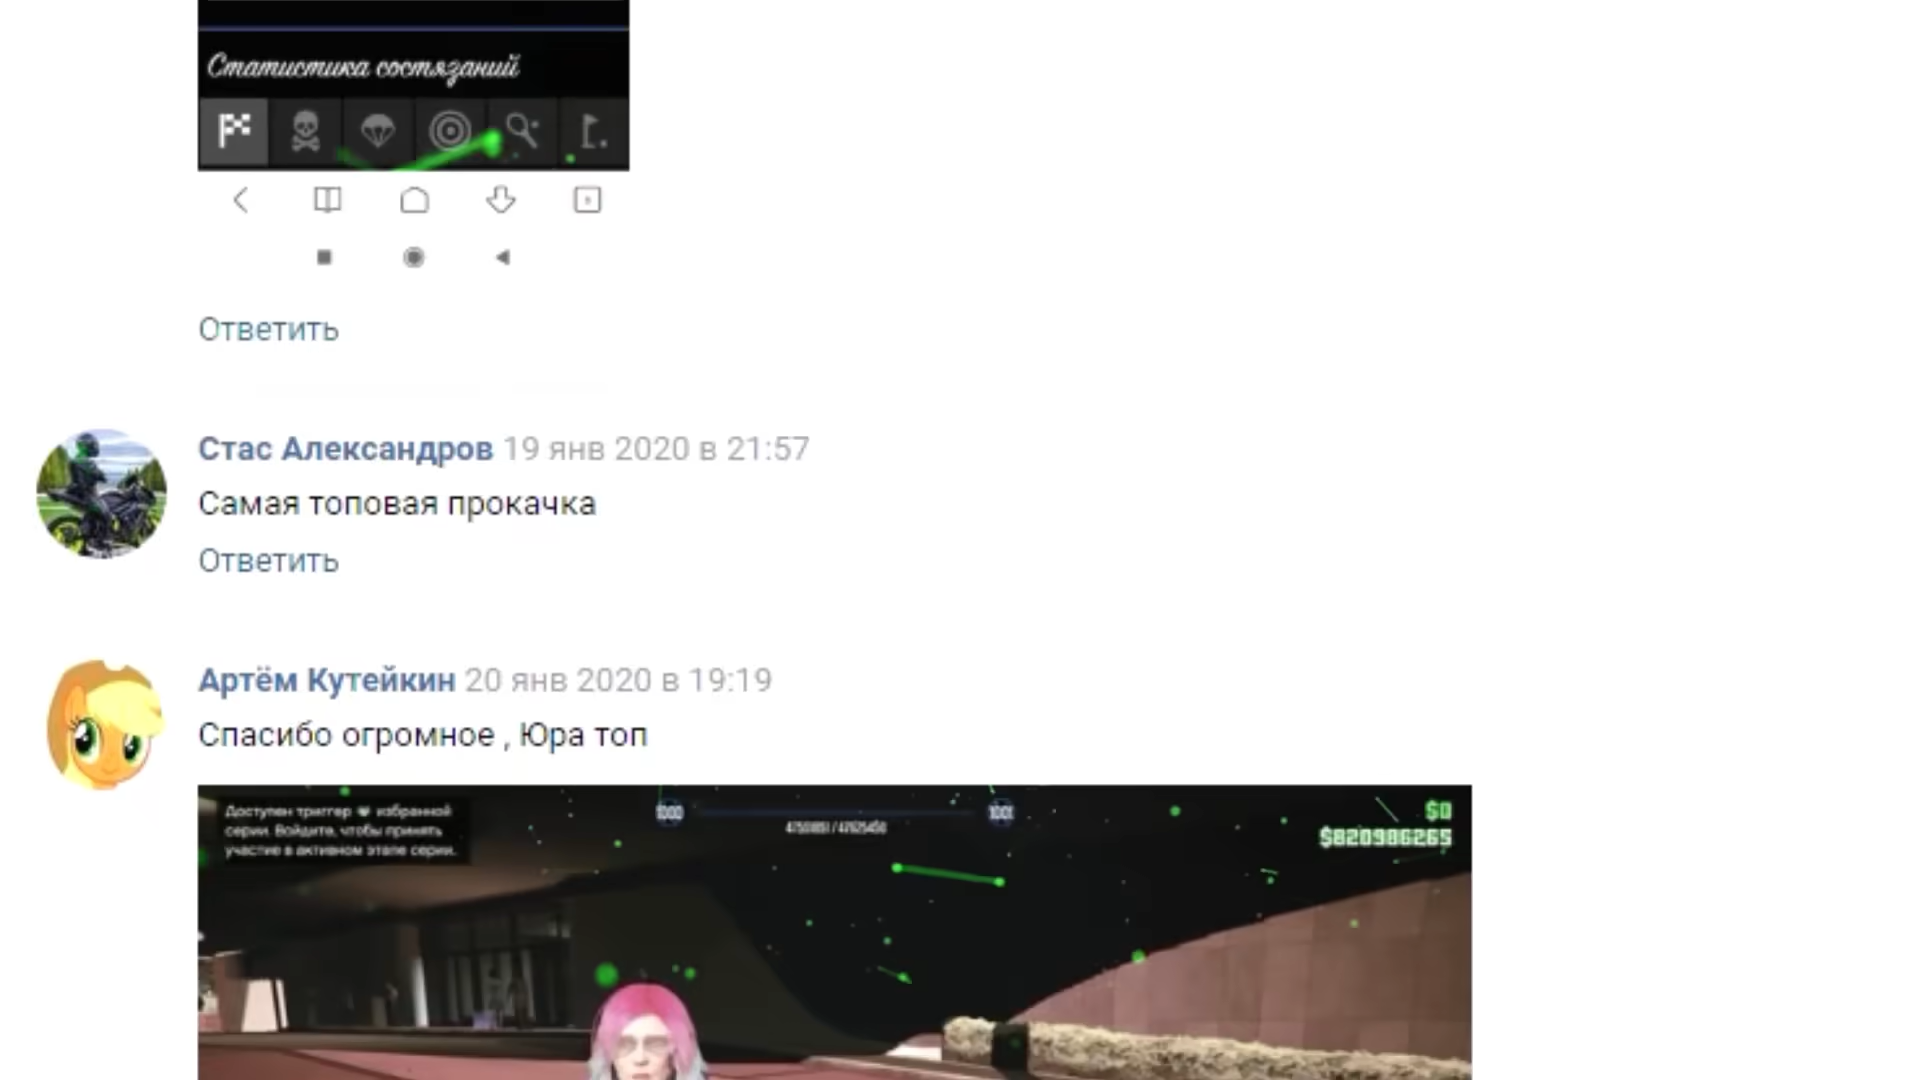 Статистика состязаний
Ответить
Стас Александров 19 янв 2020 в 21:57
Самая топовая прокачка
Ответить
Артём Кутейкин 20 янв 2020 в 19:19
Спасибо огромное , Юра топ
Доступен триггер избранной
серии. Войдите, чтобы принять
участие в активном этапе серии.
1000
1001
$0
$820986265